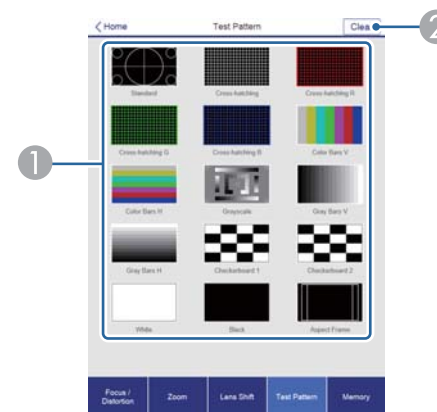 Home Test Pattern Clea
2
1
Standard Cross-hatching Cross-hatching R
Cross-hatching G Cross-hatching B Color Bars V
Color Bars H Grayscale Gray Bars V
Gray Bars H Checkerboard 1 Checkerboard 2
White Black Aspect Frame
Focus / Distortion Zoom Lens Shift Test Pattern Memory